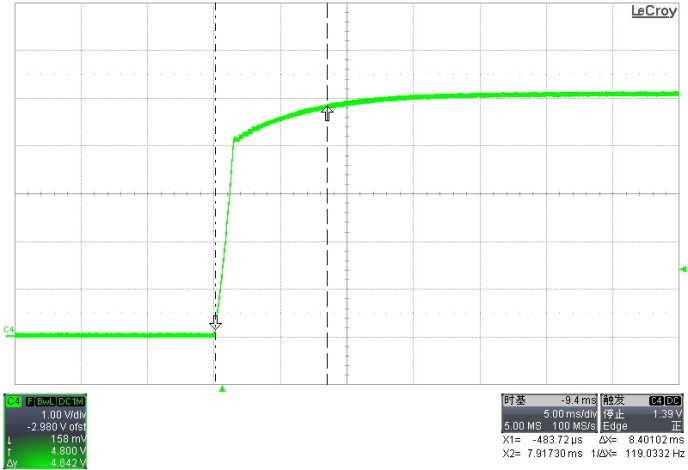 LeCroy
C4
C4 F BwL DC1M
1.00 V/div
-2.980 V ofst
158 mV
4.800 V
Δy 4.642 V
时基 -9.4 ms
5.00 ms/div
5.00 MS 100 MS/s
触发 C4 DC
停止 1.39 V
Edge 正
X1= -483.72 µs ΔX= 8.40102 ms
X2= 7.91730 ms 1/ΔX= 119.0332 Hz